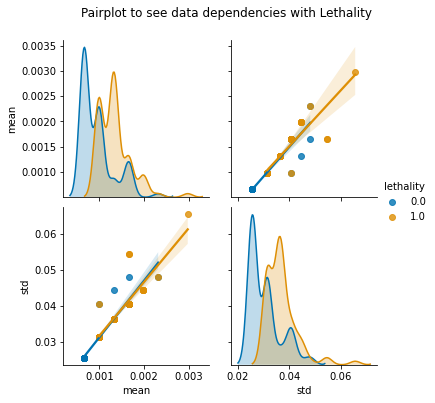 Pairplot to see data dependencies with Lethality
0.0035
0.0030
0.0025
0.0020
0.0015
0.0010
mean
lethality
0.0
1.0
0.06
0.05
0.04
0.03
std
0.001 0.002 0.003
mean
0.02 0.04 0.06
std